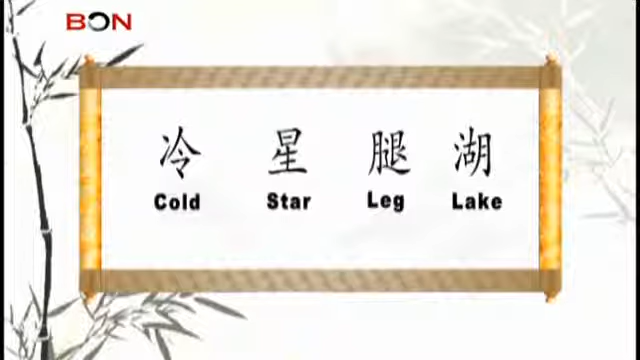 BON
冷 星 腿 湖
Cold Star Leg Lake